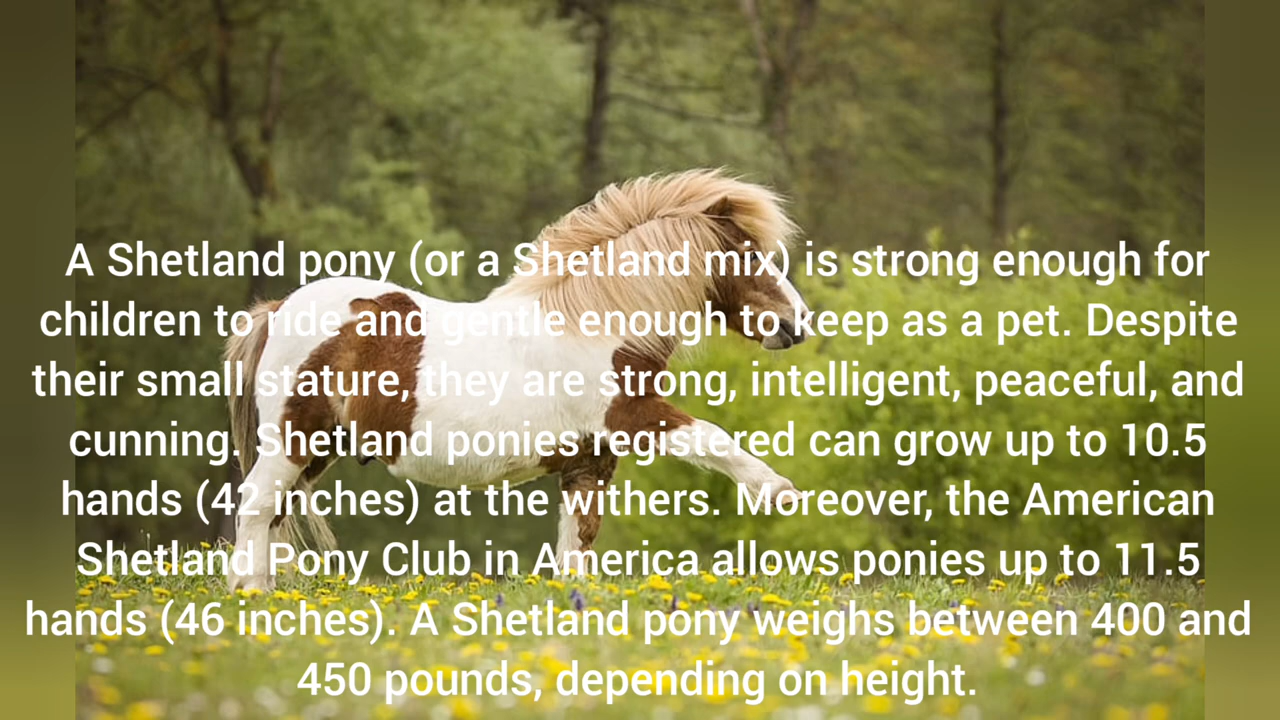 A Shetland pony (or a Shetland mix) is strong enough for
children to ride and gentle enough to keep as a pet. Despite
their small stature, they are strong, intelligent, peaceful, and
cunning. Shetland ponies registered can grow up to 10.5
hands (42 inches) at the withers. Moreover, the American
Shetland Pony Club in America allows ponies up to 11.5
hands (46 inches). A Shetland pony weighs between 400 and
450 pounds, depending on height.